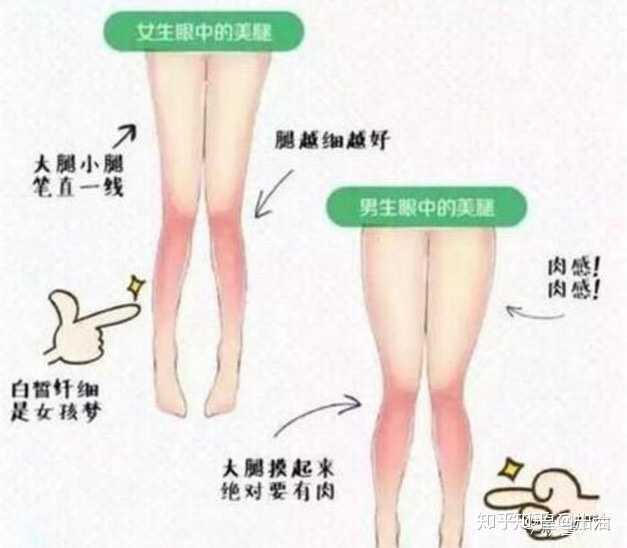 女生眼中的美腿
腿越细越好
大腿小腿
笔直一线
男生眼中的美腿
肉感!
肉感!
白皙纤细
是女孩梦
大腿摸起来
绝对要有肉
知乎